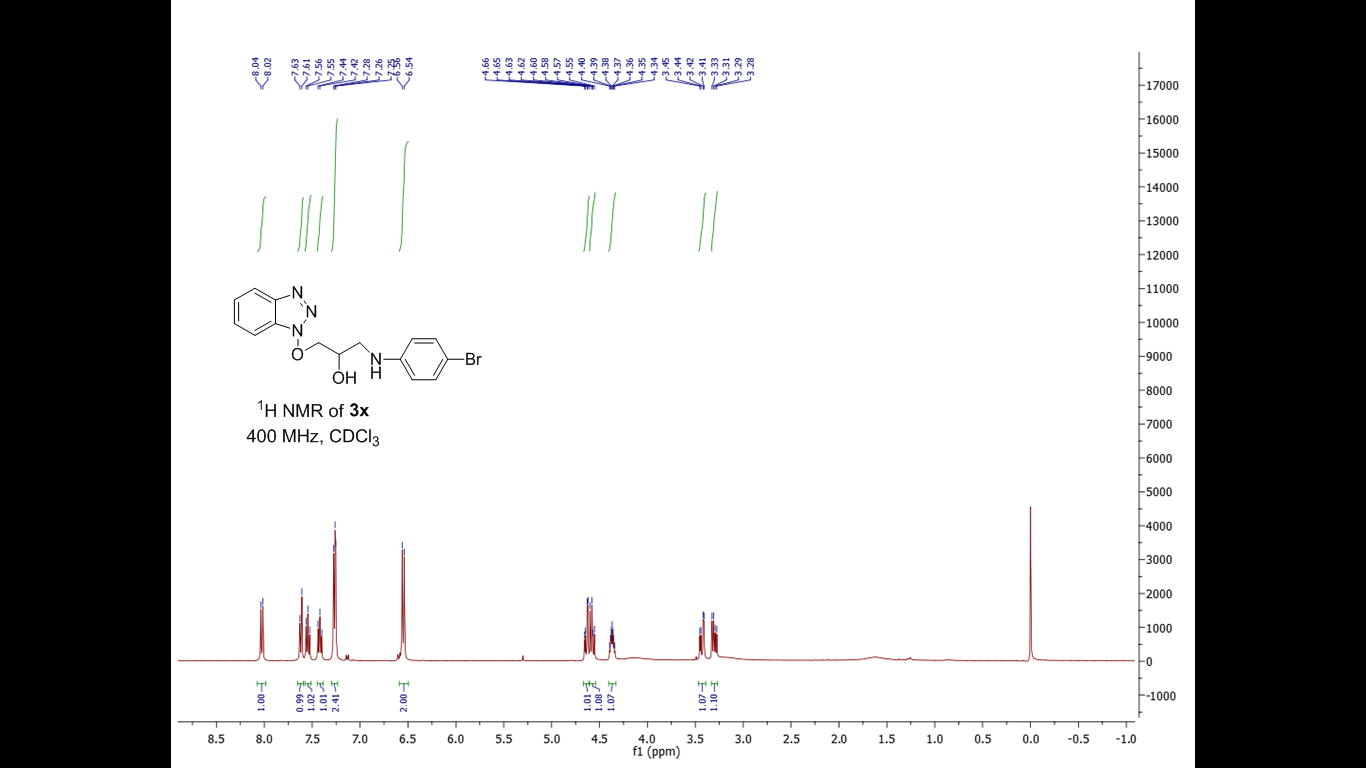 8.04 8.02 7.63 7.61 7.56 7.55 7.44 7.42 7.28 7.26 7.25 6.56 6.54 4.66 4.65 4.63 4.62 4.60 4.58 4.57 4.55 4.40 4.39 4.38 4.37 4.36 4.35 4.34 3.45 3.44 3.42 3.41 3.33 3.31 3.29 3.28
17000
16000
15000
14000
13000
12000
11000
10000
9000
8000
7000
6000
5000
4000
3000
2000
1000
0
-1000
N
N
N
O
N
H
OH
Br
¹H NMR of 3x
400 MHz, CDCl₃
1.00 0.99 1.02 1.01 2.41 2.00 1.01 1.08 1.07 1.07 1.10
8.5 8.0 7.5 7.0 6.5 6.0 5.5 5.0 4.5 4.0 3.5 3.0 2.5 2.0 1.5 1.0 0.5 0.0 -0.5 -1.0
f1 (ppm)